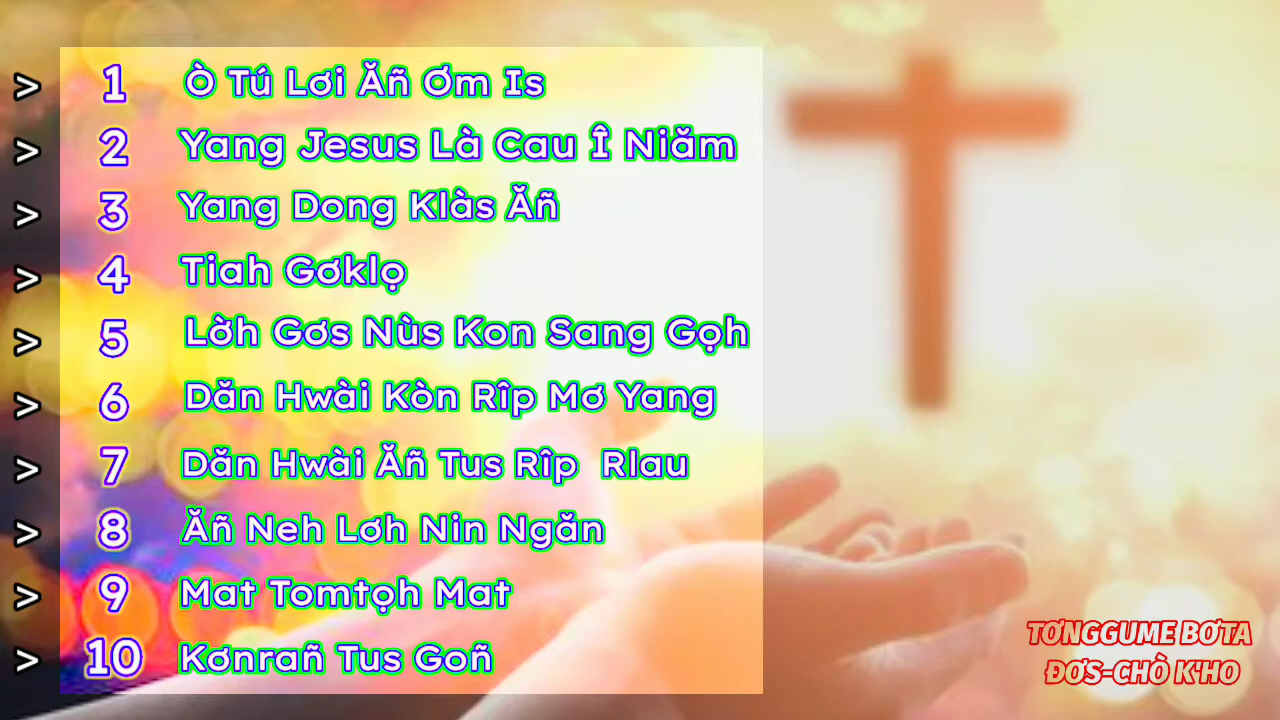 > 1 Ò Tú Lơi Ăñ Ơm Is
> 2 Yang Jesus Là Cau Î Niăm
> 3 Yang Dong Klàs Ăñ
> 4 Tiah Gơklọ
> 5 Lờh Gơs Nùs Kon Sang Gọh
> 6 Dăn Hwài Kòn Rîp Mơ Yang
> 7 Dăn Hwài Ăñ Tus Rîp Rlau
> 8 Ăñ Neh Lơh Nin Ngăn
> 9 Mat Tomtọh Mat
> 10 Kơnrañ Tus Goñ
TƠNGGUME BƠTA
ĐƠS-CHÒ K'HO